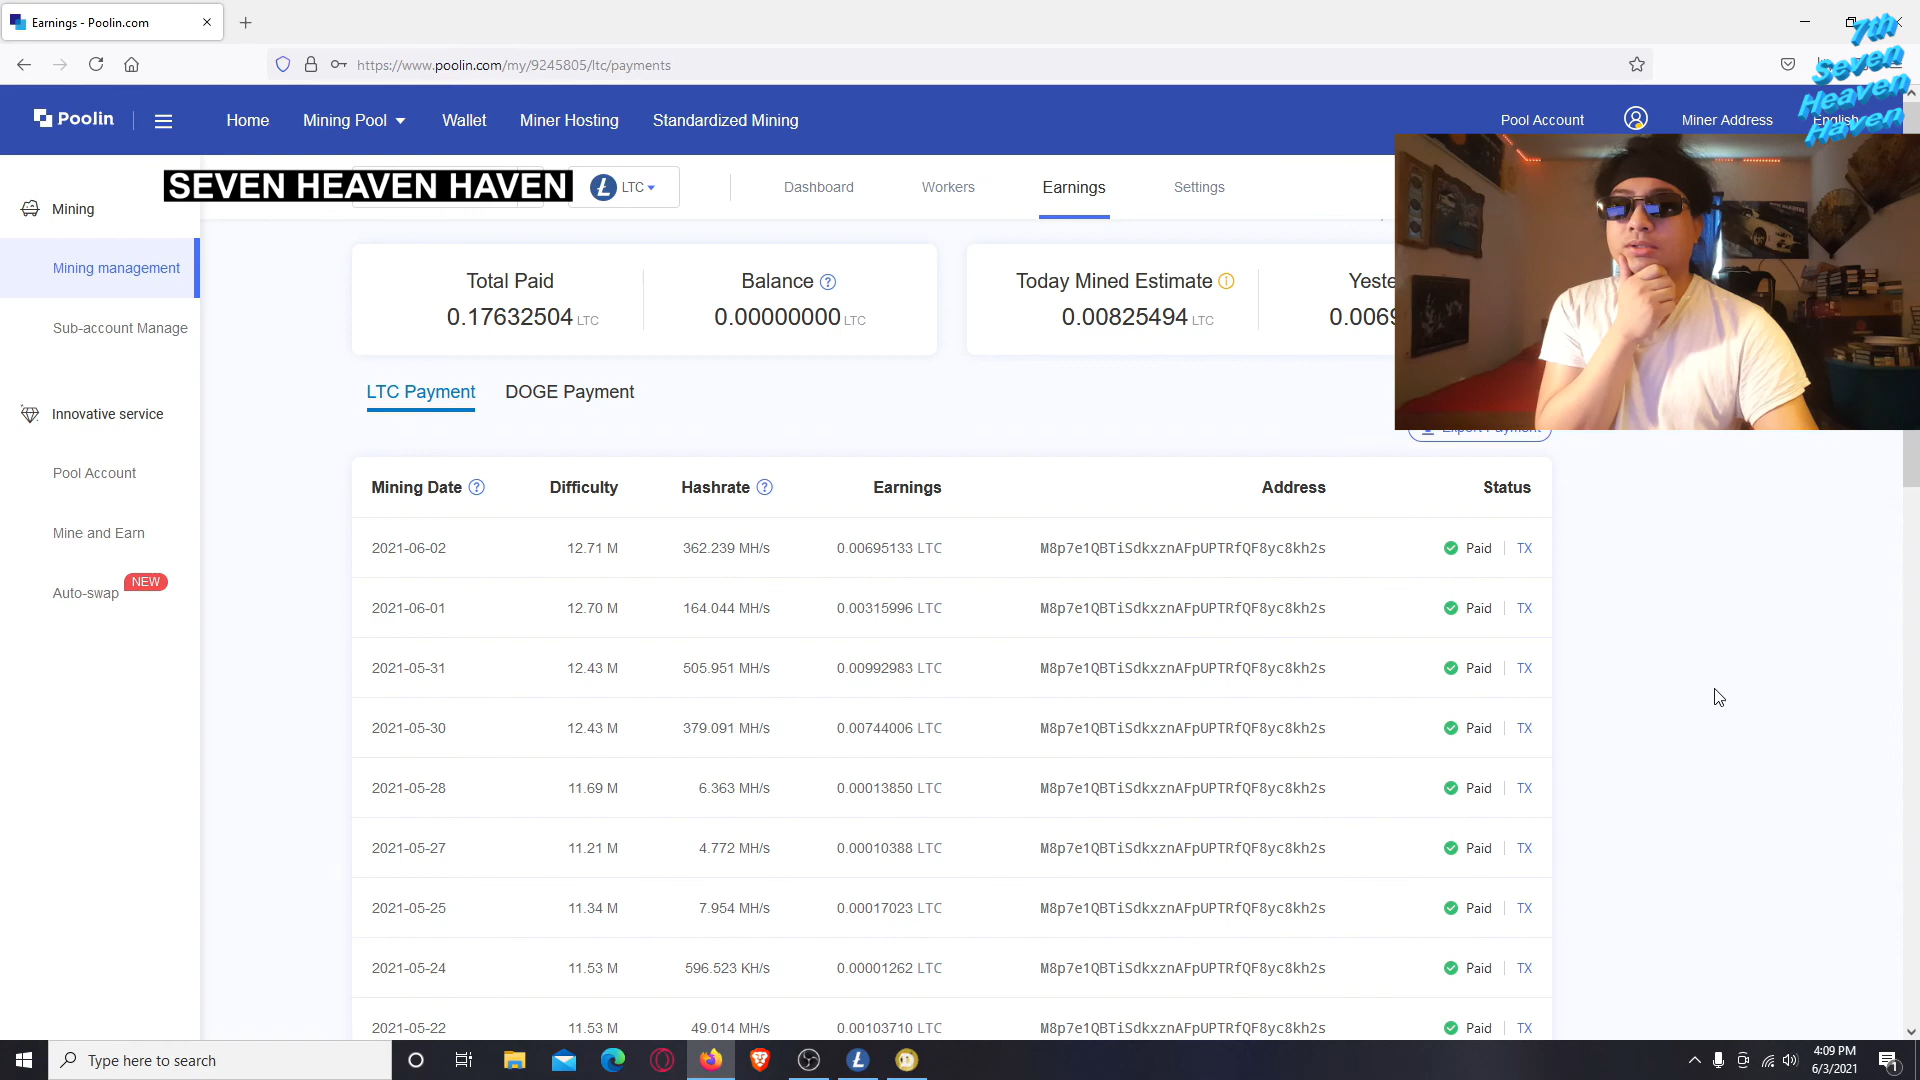 Earnings - Poolin.com
https://www.poolin.com/my/9245805/ltc/payments
7th
Seven
Heaven
Haven
Poolin
Home
Mining Pool
Wallet
Miner Hosting
Standardized Mining
Pool Account
Miner Address
English
SEVEN HEAVEN HAVEN
LTC
Dashboard
Workers
Earnings
Settings
Mining
Mining management
Sub-account Manage
Innovative service
Pool Account
Mine and Earn
Auto-swap NEW
Total Paid
0.17632504 LTC
Balance ?
0.00000000 LTC
Today Mined Estimate
0.00825494 LTC
LTC Payment DOGE Payment
Export Payment
Mining Date ? Difficulty Hashrate ? Earnings Address Status
2021-06-02 12.71 M 362.239 MH/s 0.00695133 LTC M8p7e1QBTiSdkxznAFpUPTRfQF8yc8kh2s Paid TX
2021-06-01 12.70 M 164.044 MH/s 0.00315996 LTC M8p7e1QBTiSdkxznAFpUPTRfQF8yc8kh2s Paid TX
2021-05-31 12.43 M 505.951 MH/s 0.00992983 LTC M8p7e1QBTiSdkxznAFpUPTRfQF8yc8kh2s Paid TX
2021-05-30 12.43 M 379.091 MH/s 0.00744006 LTC M8p7e1QBTiSdkxznAFpUPTRfQF8yc8kh2s Paid TX
2021-05-28 11.69 M 6.363 MH/s 0.00013850 LTC M8p7e1QBTiSdkxznAFpUPTRfQF8yc8kh2s Paid TX
2021-05-27 11.21 M 4.772 MH/s 0.00010388 LTC M8p7e1QBTiSdkxznAFpUPTRfQF8yc8kh2s Paid TX
2021-05-25 11.34 M 7.954 MH/s 0.00017023 LTC M8p7e1QBTiSdkxznAFpUPTRfQF8yc8kh2s Paid TX
2021-05-24 11.53 M 596.523 KH/s 0.00001262 LTC M8p7e1QBTiSdkxznAFpUPTRfQF8yc8kh2s Paid TX
2021-05-22 11.53 M 49.014 MH/s 0.00103710 LTC M8p7e1QBTiSdkxznAFpUPTRfQF8yc8kh2s Paid TX
Type here to search
4:09 PM
6/3/2021
1